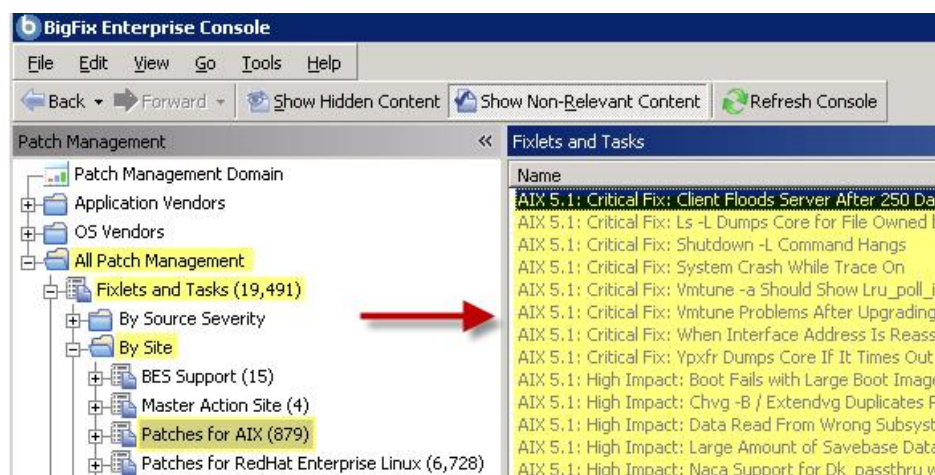 BigFix Enterprise Console
File Edit View Go Tools Help
Back Forward Show Hidden Content Show Non-Relevant Content Refresh Console
Patch Management «
Patch Management Domain
Application Vendors
OS Vendors
All Patch Management
Fixlets and Tasks (19,491)
By Source Severity
By Site
BES Support (15)
Master Action Site (4)
Patches for AIX (879)
Patches for RedHat Enterprise Linux (6,728)
Fixlets and Tasks
Name
AIX 5.1: Critical Fix: Client Floods Server After 250 Da
AIX 5.1: Critical Fix: Ls -L Dumps Core for File Owned
AIX 5.1: Critical Fix: Shutdown -L Command Hangs
AIX 5.1: Critical Fix: System Crash While Trace On
AIX 5.1: Critical Fix: Vmtune -a Should Show Lru_poll_i
AIX 5.1: Critical Fix: Vmtune Problems After Upgrading
AIX 5.1: Critical Fix: When Interface Address Is Reass
AIX 5.1: Critical Fix: Ypxfr Dumps Core If It Times Out
AIX 5.1: High Impact: Boot Fails with Large Boot Image
AIX 5.1: High Impact: Chvg -B / Extendvg Duplicates
AIX 5.1: High Impact: Data Read From Wrong Subsyst
AIX 5.1: High Impact: Large Amount of Savebase Data
AIX 5.1: High Impact: Naca Support for Dk_passthru